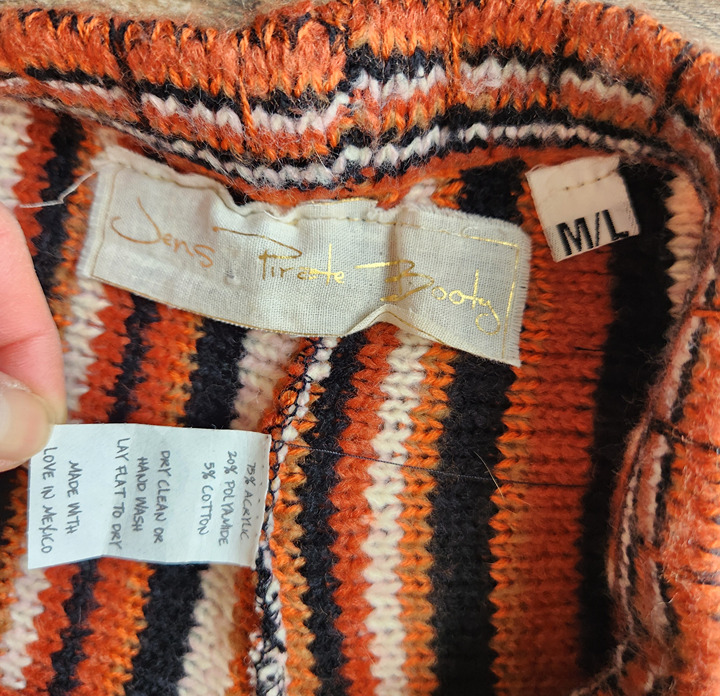 Jens Pirate Booty
M/L
75% ACRYLIC
20% POLYAMIDE
5% COTTON
DRY CLEAN OR
HAND WASH
LAY FLAT TO DRY
MADE WITH
LOVE IN MEXICO